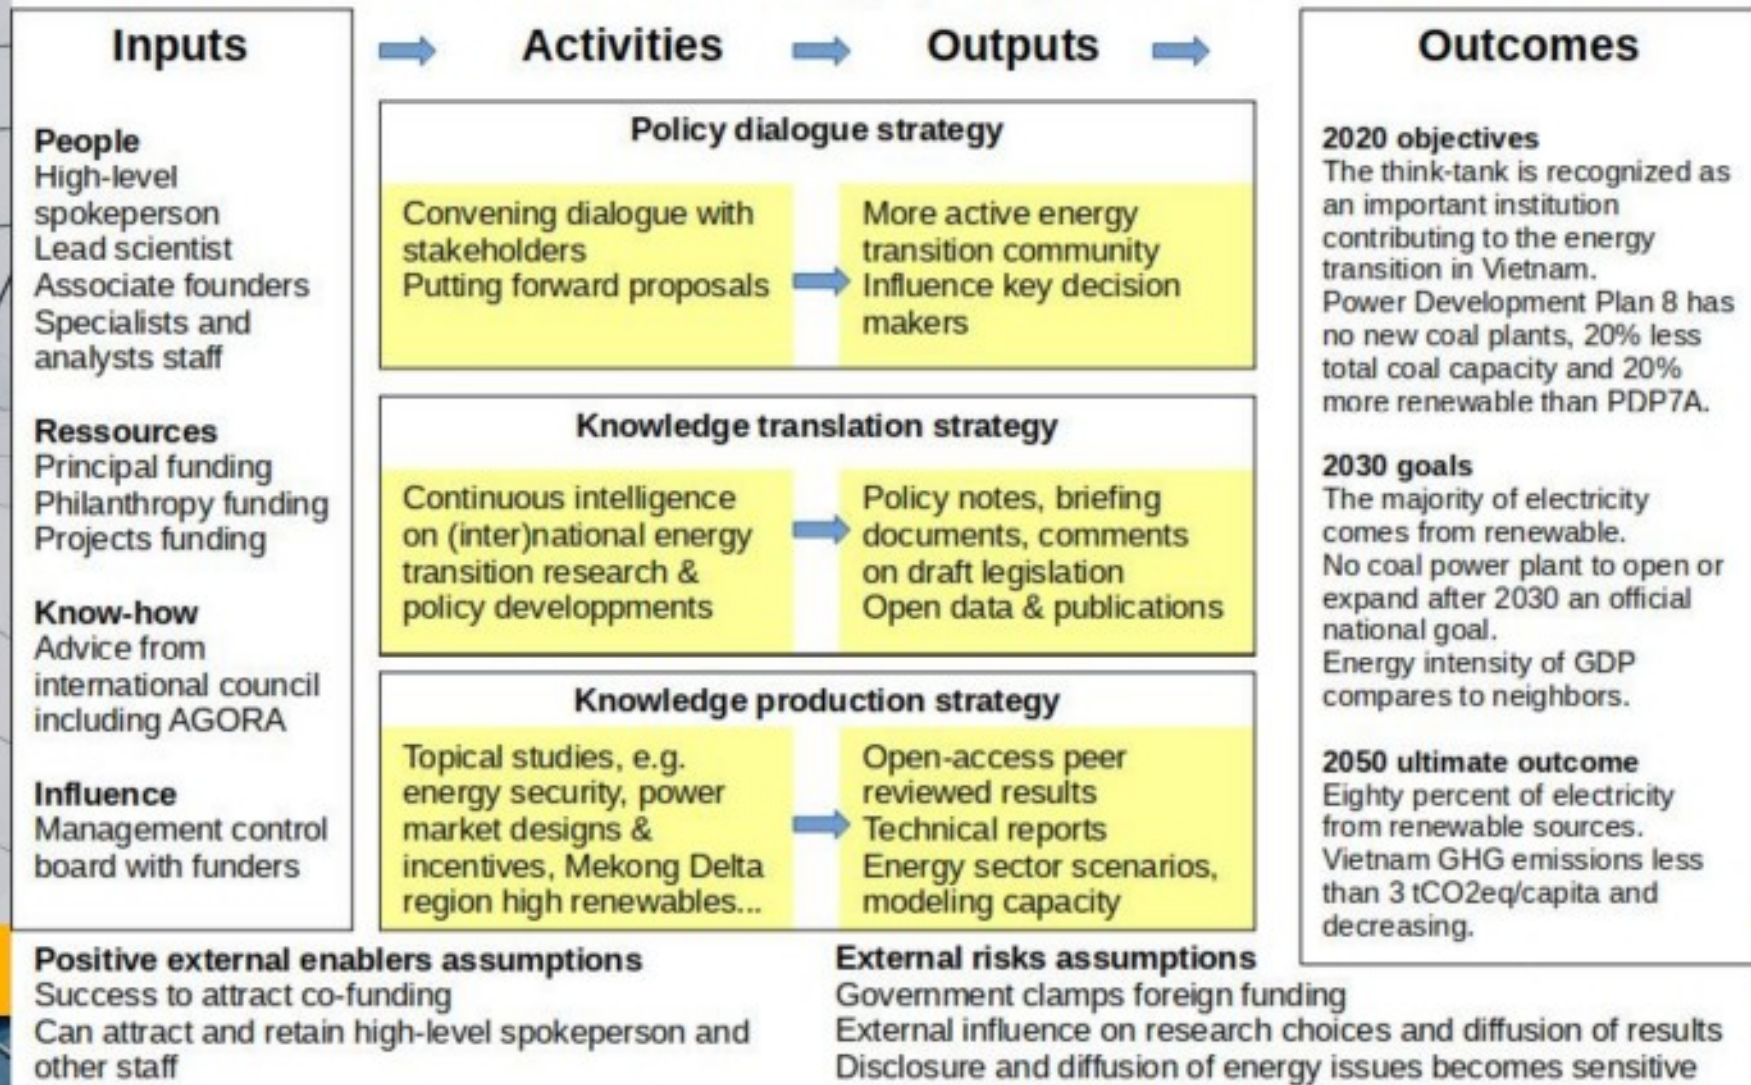 Inputs
Activities
Outputs
Outcomes
People
High-level
spokeperson
Lead scientist
Associate founders
Specialists and
analysts staff
Ressources
Principal funding
Philanthropy funding
Projects funding
Know-how
Advice from
international council
including AGORA
Influence
Management control
board with funders
Policy dialogue strategy
Convening dialogue with
stakeholders
Putting forward proposals
More active energy
transition community
Influence key decision
makers
Knowledge translation strategy
Continuous intelligence
on (inter)national energy
transition research &
policy developpments
Policy notes, briefing
documents, comments
on draft legislation
Open data & publications
Knowledge production strategy
Topical studies, e.g.
energy security, power
market designs &
incentives, Mekong Delta
region high renewables...
Open-access peer
reviewed results
Technical reports
Energy sector scenarios,
modeling capacity
2020 objectives
The think-tank is recognized as
an important institution
contributing to the energy
transition in Vietnam.
Power Development Plan 8 has
no new coal plants, 20% less
total coal capacity and 20%
more renewable than PDP7A.
2030 goals
The majority of electricity
comes from renewable.
No coal power plant to open or
expand after 2030 an official
national goal.
Energy intensity of GDP
compares to neighbors.
2050 ultimate outcome
Eighty percent of electricity
from renewable sources.
Vietnam GHG emissions less
than 3 tCO2eq/capita and
decreasing.
Positive external enablers assumptions
Success to attract co-funding
Can attract and retain high-level spokeperson and
other staff
External risks assumptions
Government clamps foreign funding
External influence on research choices and diffusion of results
Disclosure and diffusion of energy issues becomes sensitive